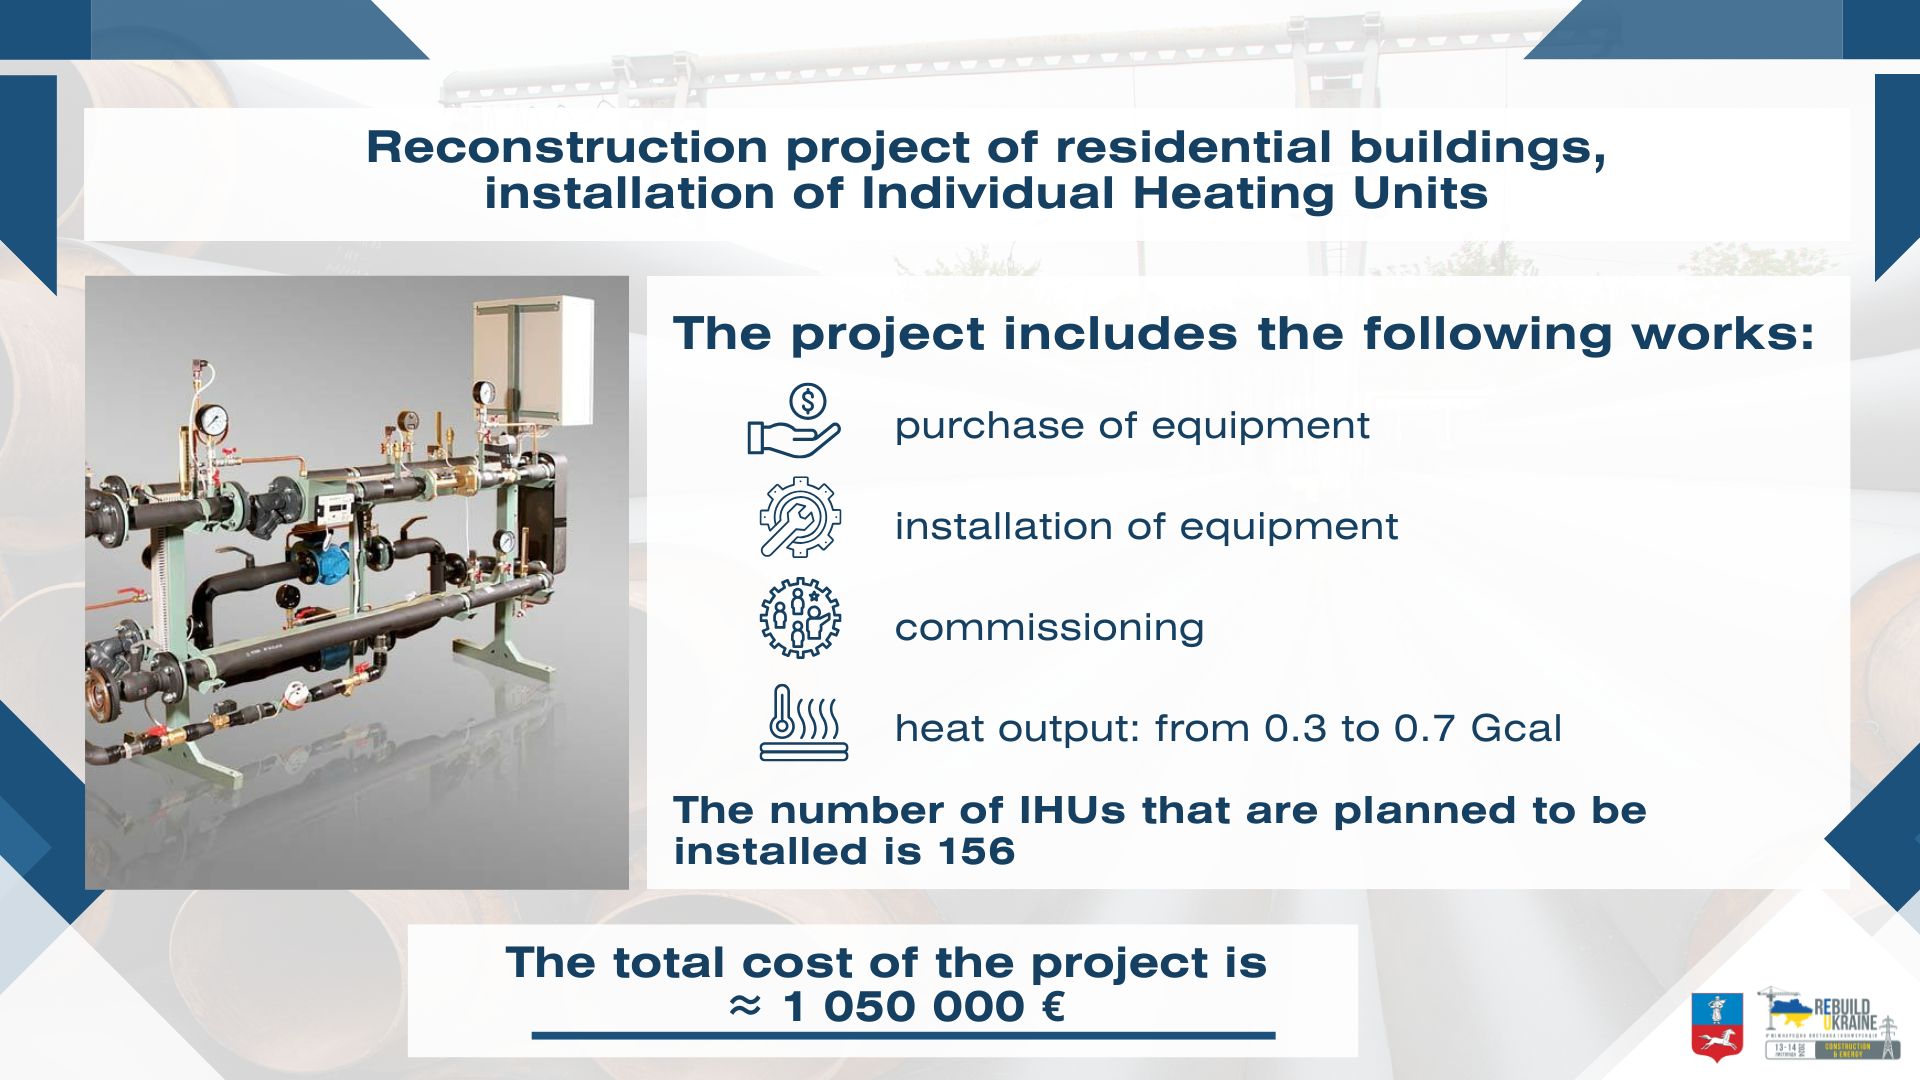 Reconstruction project of residential buildings,
installation of Individual Heating Units
The project includes the following works:
$
purchase of equipment
installation of equipment
commissioning
heat output: from 0.3 to 0.7 Gcal
The number of IHUs that are planned to be
installed is 156
The total cost of the project is
≈ 1 050 000 €
REBUILD
UKRAINE
13-14
ЛИСТОПАДА
2024
CONSTRUCTION
& ENERGY